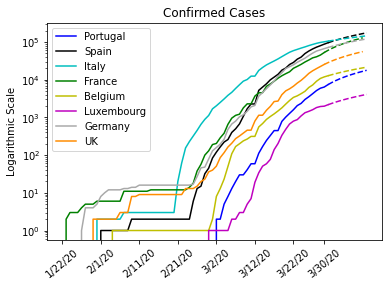 Confirmed Cases
Logarithmic Scale
10^5
10^4
10^3
10^2
10^1
10^0
Portugal
Spain
Italy
France
Belgium
Luxembourg
Germany
UK
1/22/20
2/1/20
2/11/20
2/21/20
3/2/20
3/12/20
3/22/20
3/30/20